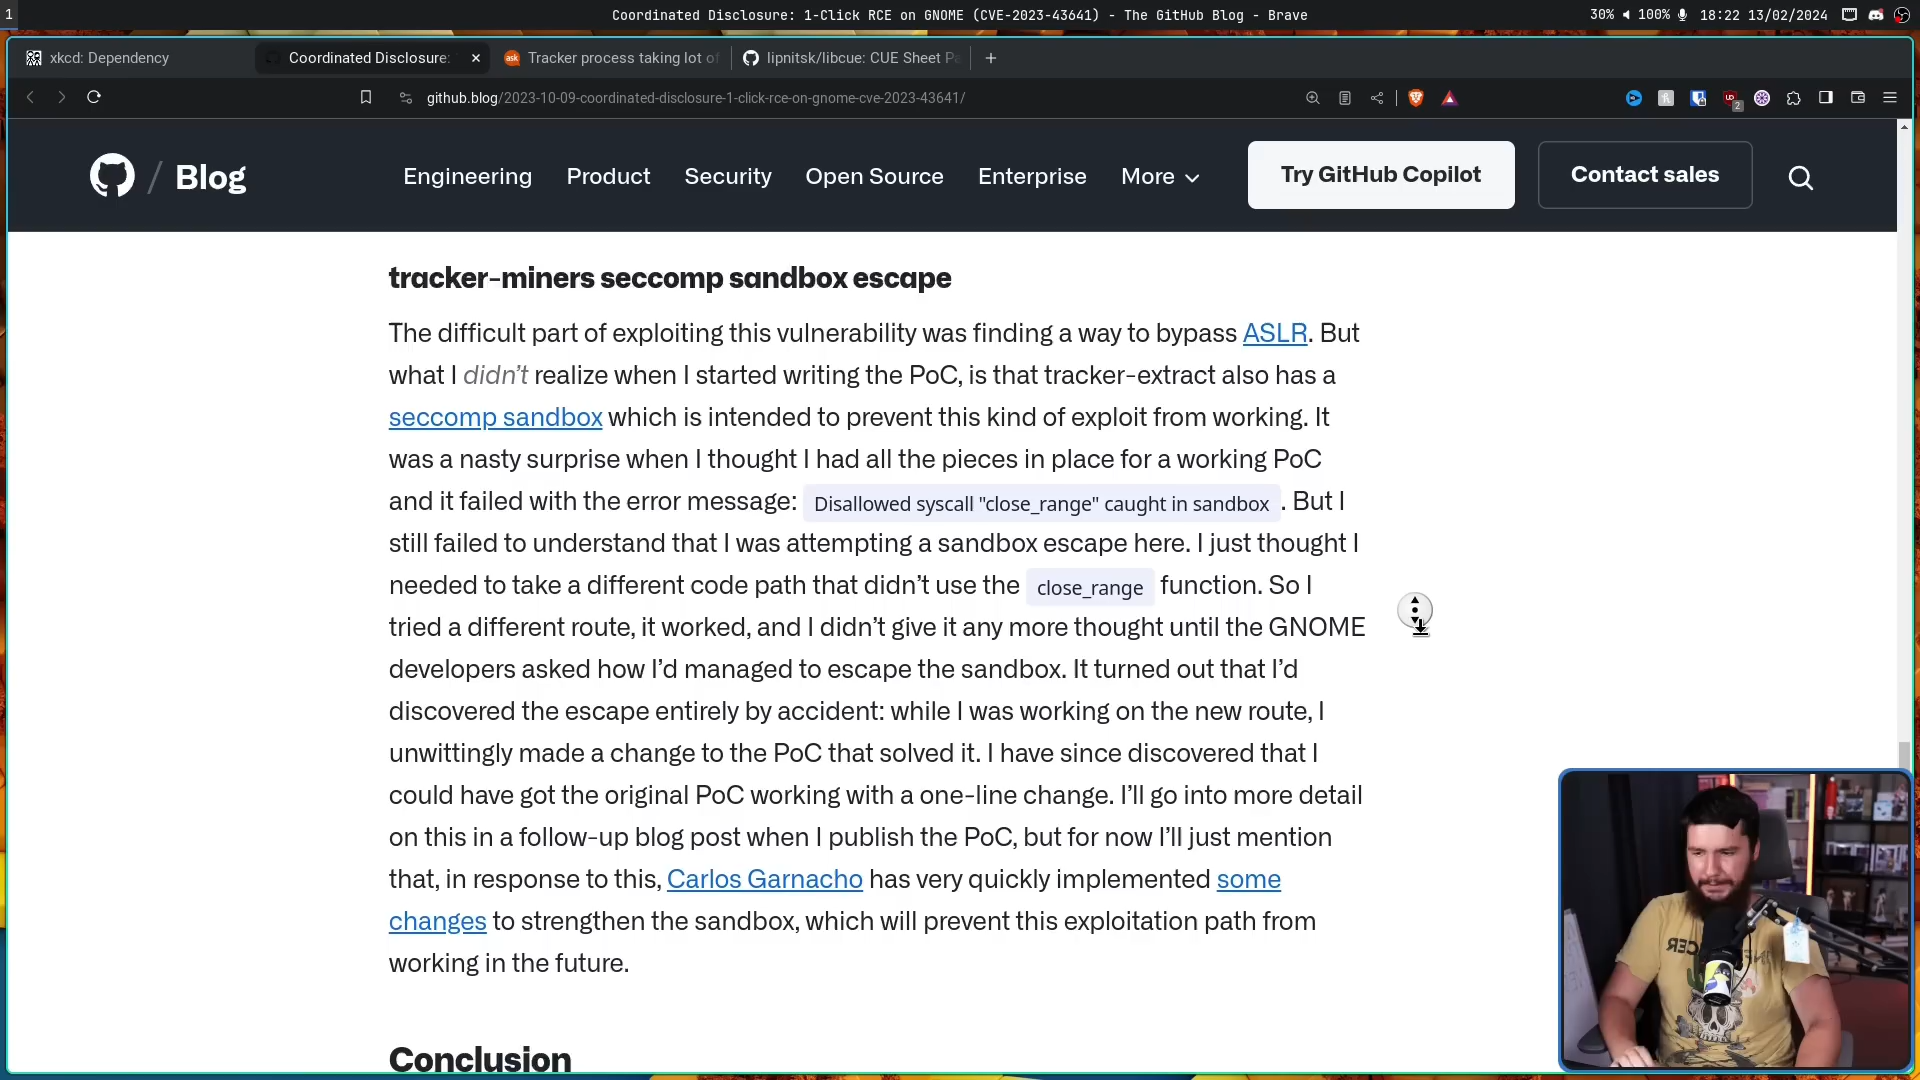 1
Coordinated Disclosure: 1-Click RCE on GNOME (CVE-2023-43641) - The GitHub Blog - Brave
30% 100% 18:22 13/02/2024
xkcd: Dependency
Coordinated Disclosure:
Tracker process taking lot of
lipnitsk/libcue: CUE Sheet Pa
github.blog/2023-10-09-coordinated-disclosure-1-click-rce-on-gnome-cve-2023-43641/
2
/ Blog
Engineering
Product
Security
Open Source
Enterprise
More
Try GitHub Copilot
Contact sales
tracker-miners seccomp sandbox escape
The difficult part of exploiting this vulnerability was finding a way to bypass ASLR. But
what I didn’t realize when I started writing the PoC, is that tracker-extract also has a
seccomp sandbox which is intended to prevent this kind of exploit from working. It
was a nasty surprise when I thought I had all the pieces in place for a working PoC
and it failed with the error message: Disallowed syscall "close_range" caught in sandbox . But I
still failed to understand that I was attempting a sandbox escape here. I just thought I
needed to take a different code path that didn’t use the close_range function. So I
tried a different route, it worked, and I didn’t give it any more thought until the GNOME
developers asked how I’d managed to escape the sandbox. It turned out that I’d
discovered the escape entirely by accident: while I was working on the new route, I
unwittingly made a change to the PoC that solved it. I have since discovered that I
could have got the original PoC working with a one-line change. I’ll go into more detail
on this in a follow-up blog post when I publish the PoC, but for now I’ll just mention
that, in response to this, Carlos Garnacho has very quickly implemented some
changes to strengthen the sandbox, which will prevent this exploitation path from
working in the future.
Conclusion